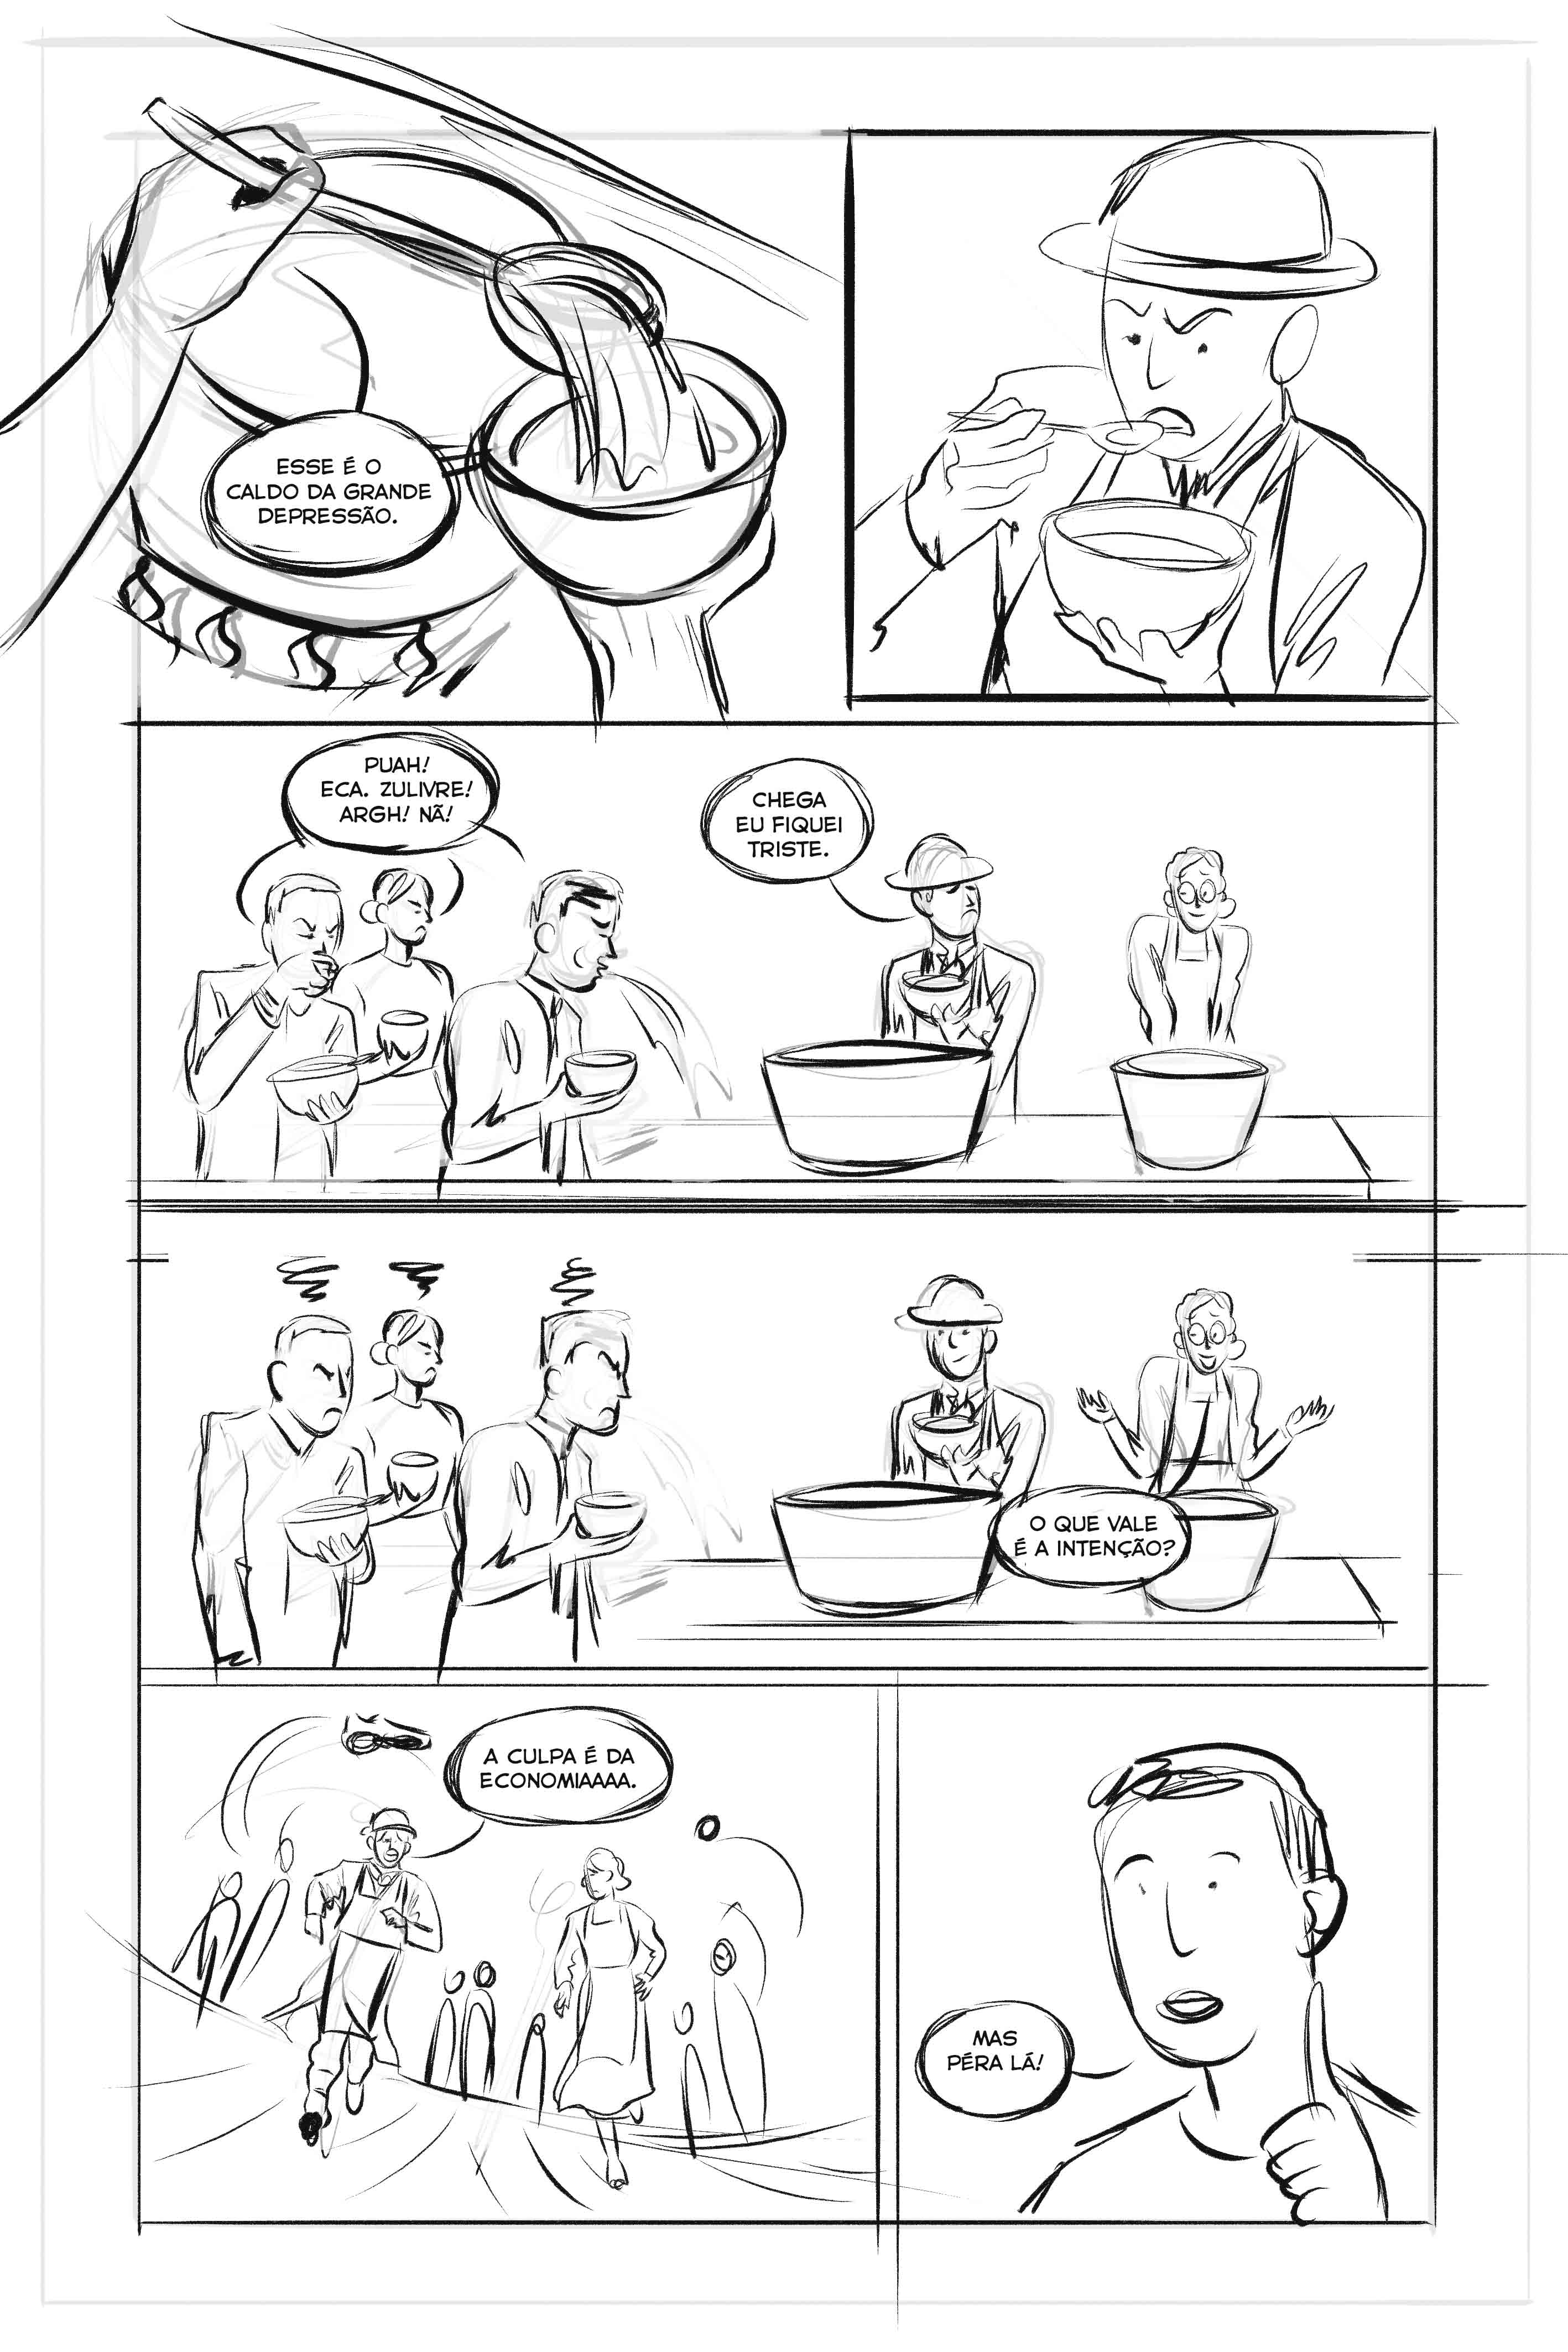 ESSE É O
CALDO DA GRANDE
DEPRESSÃO.
PUAH!
ECA. ZULIVRE!
ARGH! NÃ!
CHEGA
EU FIQUEI
TRISTE.
O QUE VALE
É A INTENÇÃO?
A CULPA É DA
ECONOMIAAAA.
MAS
PÉRA LÁ!